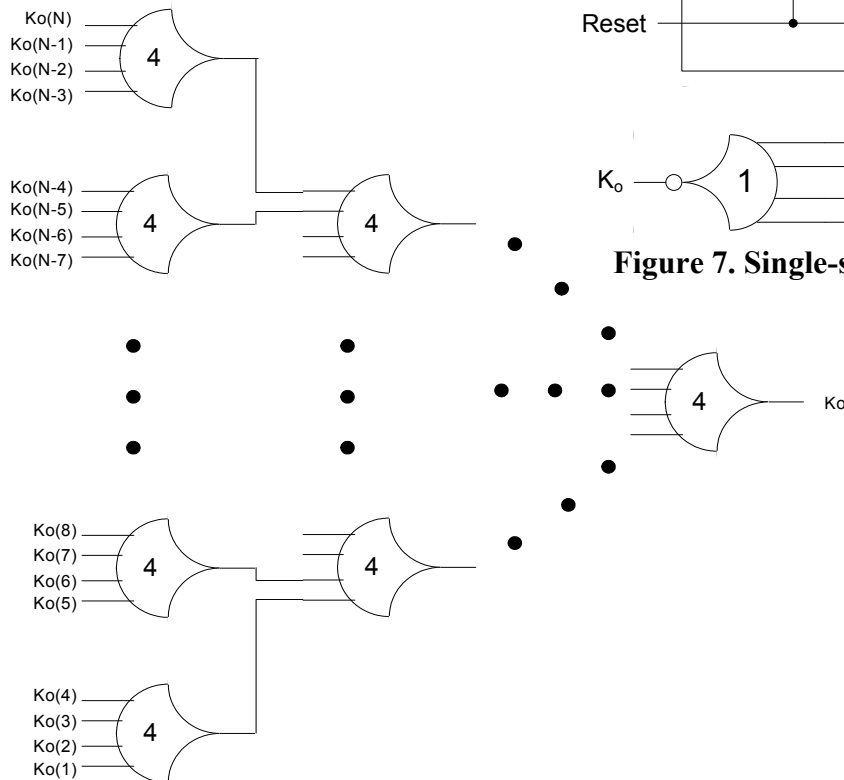 Ko(N)
Ko(N-1)
Ko(N-2)
Ko(N-3)
4
Reset
Ko(N-4)
Ko(N-5)
Ko(N-6)
Ko(N-7)
4
4
Ko
1
Figure 7. Single-s
4
Ko
Ko(8)
Ko(7)
Ko(6)
Ko(5)
4
4
Ko(4)
Ko(3)
Ko(2)
Ko(1)
4